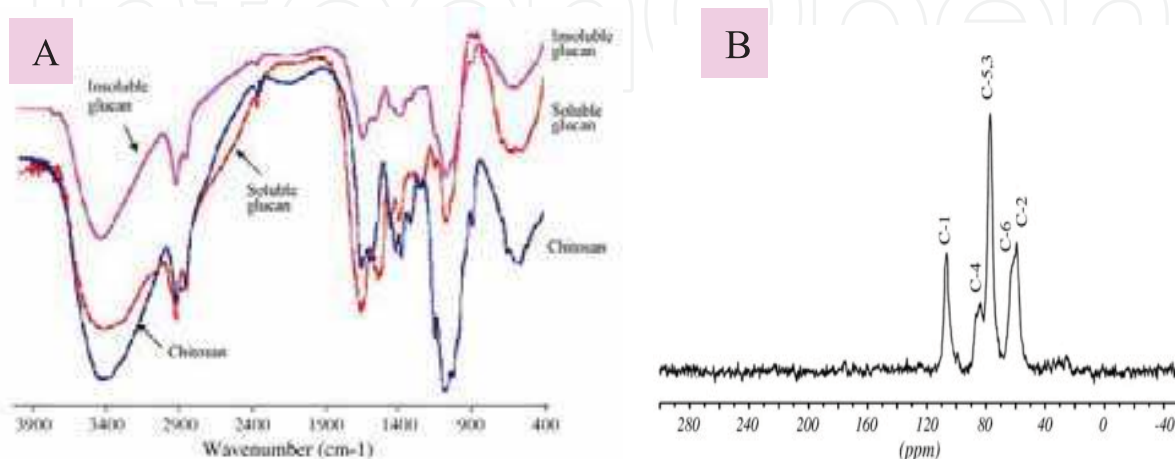 A
Insoluble
glucan
Soluble
glucan
Chitosan
Insoluble
glucan
Soluble
glucan
Chitosan
3900 3400 2900 2400 1900 1400 900 400
Wavenumber (cm-1)
B
C-1
C-4
C-5,3
C-6
C-2
280 240 200 160 120 80 40 0 -40
(ppm)